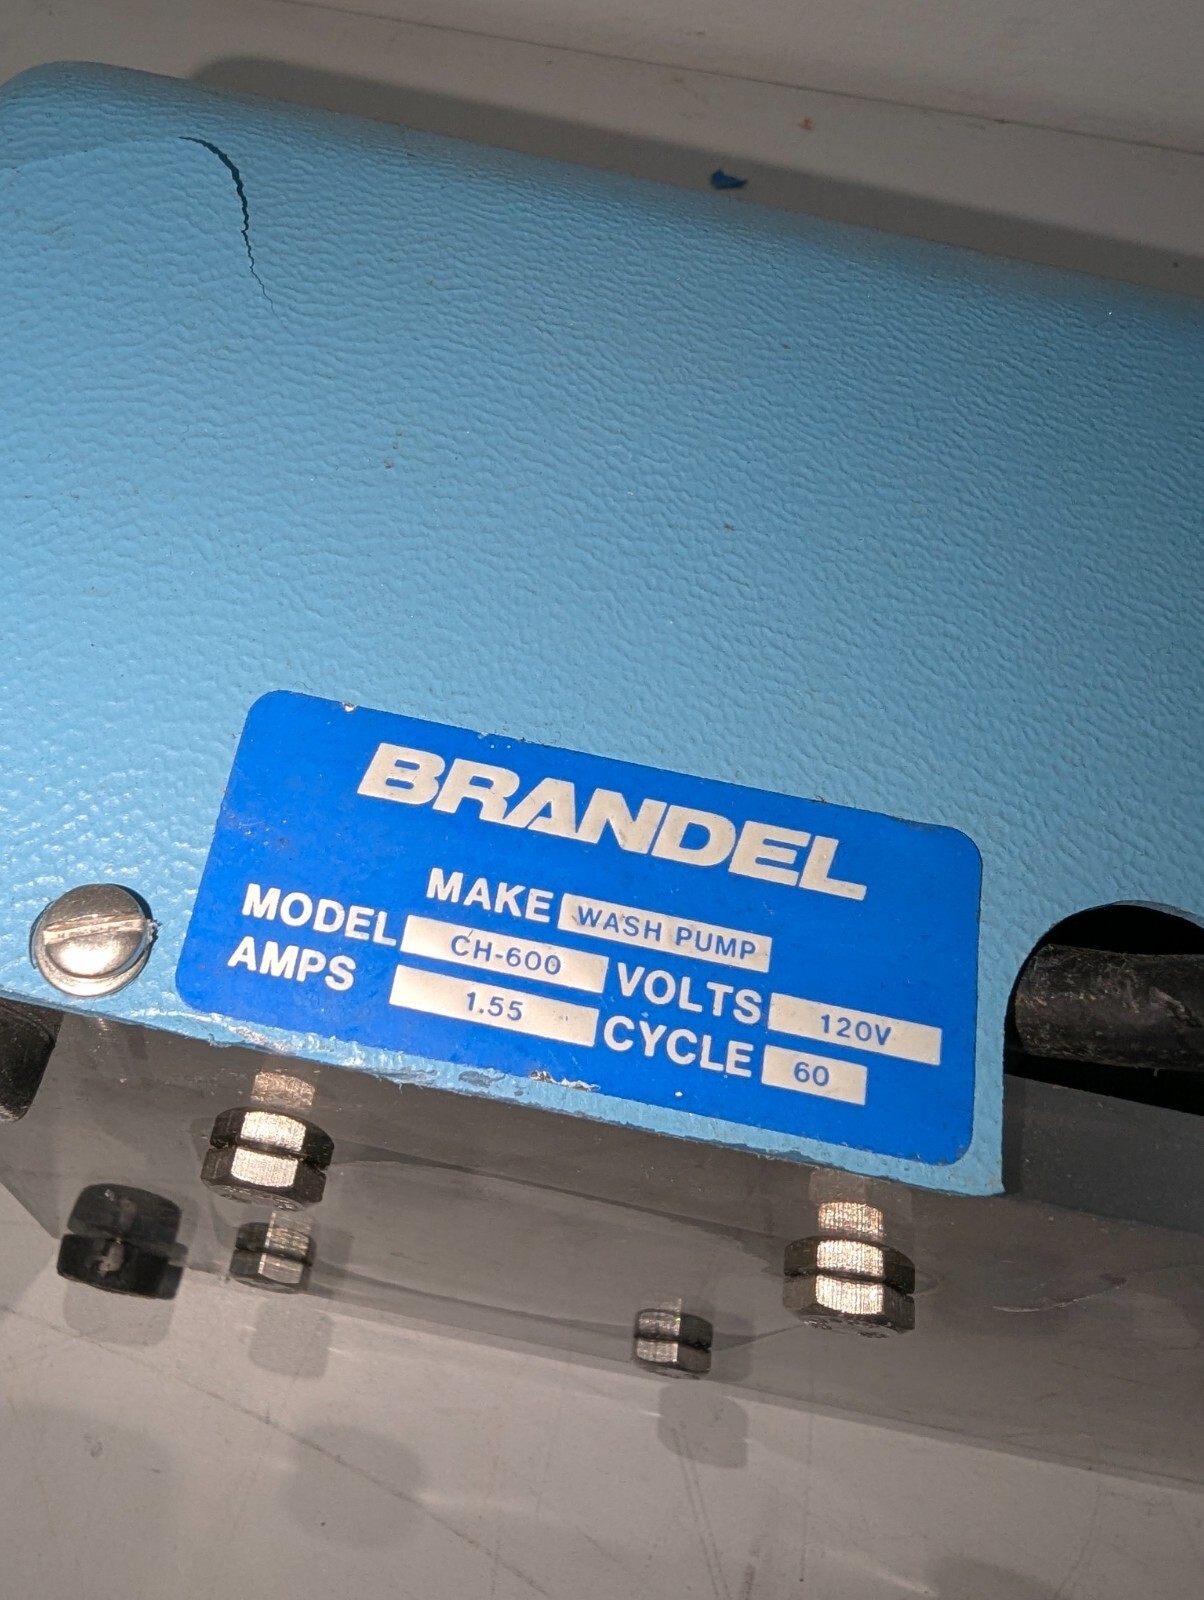 BRANDEL
MAKE WASH PUMP
MODEL CH-600 VOLTS 120V
AMPS 1.55 CYCLE 60